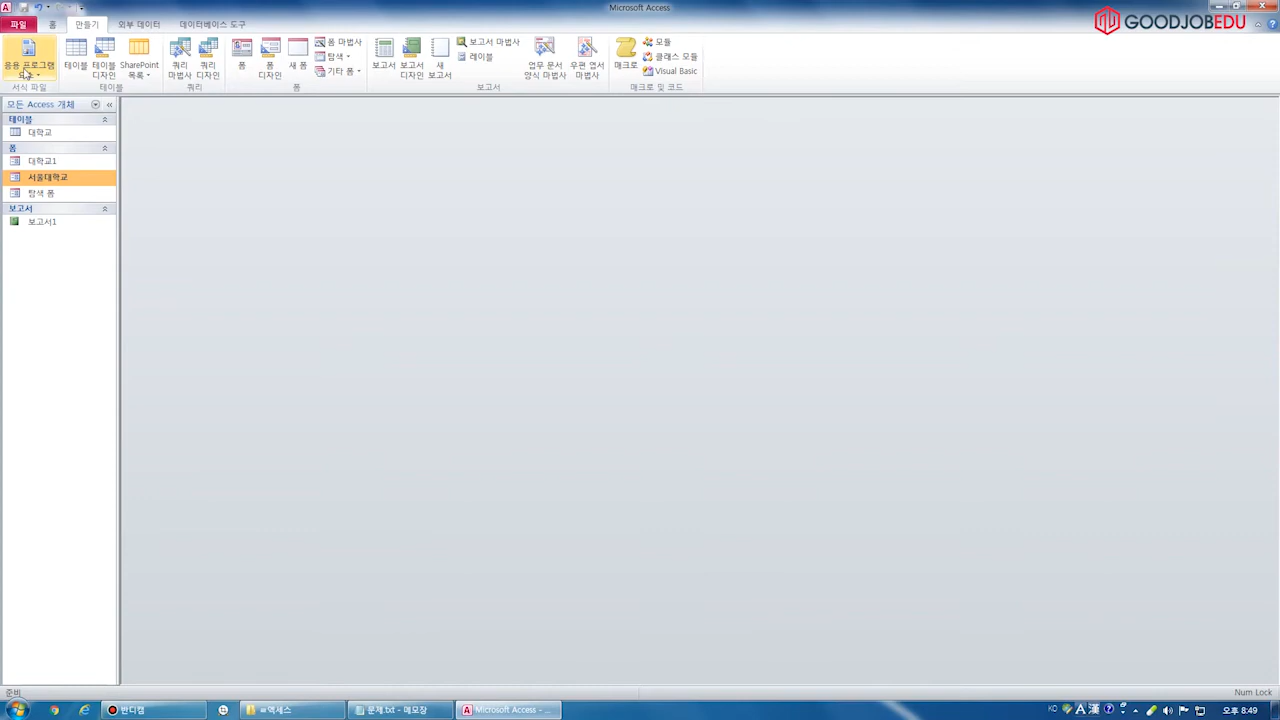 Microsoft Access
GOODJOBEDU
파일 홈 만들기 외부 데이터 데이터베이스 도구
응용 프로그램
서식 파일
테이블
테이블
디자인
SharePoint
목록
테이블
쿼리
마법사
쿼리
디자인
쿼리
폼
폼
디자인
새 폼
폼 마법사
탐색
기타 폼
폼
보고서
보고서
디자인
새
보고서
보고서 마법사
레이블
업무 문서
양식 마법사
우편 엽서
마법사
보고서
매크로
모듈
클래스 모듈
Visual Basic
매크로 및 코드
모든 Access 개체
테이블
대학교
폼
대학교1
서울대학교
탐색 폼
보고서
보고서1
준비
Num Lock
반디캠
문제.txt - 메모장
Microsoft Access - ...
오후 8:49